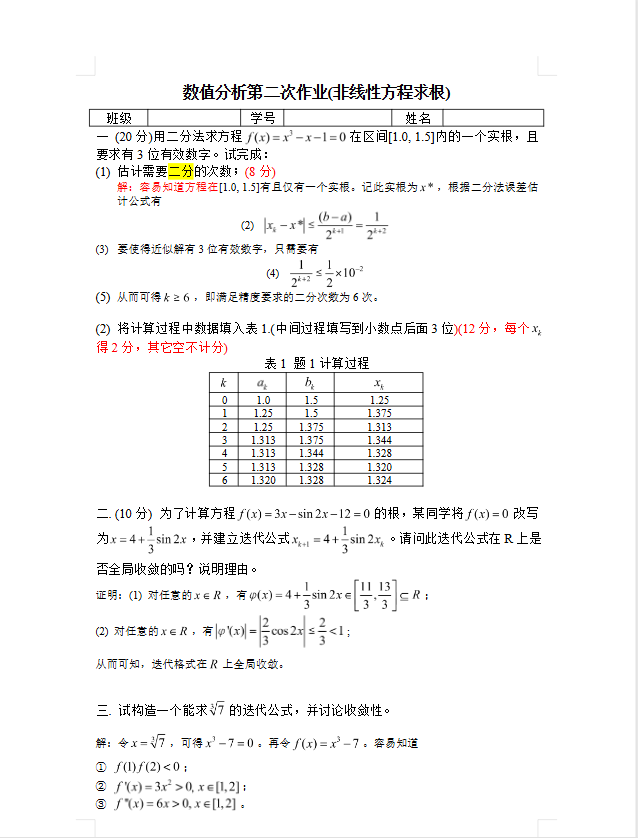 数值分析第二次作业(非线性方程求根)
班级 学号 姓名
一 (20 分)用二分法求方程 f(x) = x³ − x − 1 = 0 在区间[1.0, 1.5]内的一个实根，且
要求有 3 位有效数字。试完成：
(1) 估计需要二分的次数；(8 分)
解：容易知道方程在[1.0, 1.5]有且仅有一个实根。记此实根为 x*，根据二分法误差估
计公式有
(2) |x_k − x*| ≤ (b − a)/2^{k+1} = 1/2^{k+2}
(3) 要使得近似解有 3 位有效数字，只需要有
(4) 1/2^{k+2} ≤ 1/2 × 10^{−2}
(5) 从而可得 k ≥ 6，即满足精度要求的二分次数为 6 次。
(2) 将计算过程中数据填入表 1.(中间过程填写到小数点后面 3 位)(12 分，每个 x_k
得 2 分，其它空不计分)
表 1 题 1 计算过程
k a_k b_k x_k
0 1.0 1.5 1.25
1 1.25 1.5 1.375
2 1.25 1.375 1.313
3 1.313 1.375 1.344
4 1.313 1.344 1.328
5 1.313 1.328 1.320
6 1.320 1.328 1.324
二. (10 分) 为了计算方程 f(x) = 3x − sin 2x − 12 = 0 的根，某同学将 f(x) = 0 改写
为 x = 4 + 1/3 sin 2x，并建立迭代公式 x_{k+1} = 4 + 1/3 sin 2x_k。请问此迭代公式在 R 上是
否全局收敛的吗？说明理由。
证明：(1) 对任意的 x ∈ R，有 φ(x) = 4 + 1/3 sin 2x ∈ [11/3, 13/3] ⊆ R；
(2) 对任意的 x ∈ R，有 |φ'(x)| = |2/3 cos 2x| ≤ 2/3 < 1；
从而可知，迭代格式在 R 上全局收敛。
三. 试构造一个能求 ∛7 的迭代公式，并讨论收敛性。
解：令 x = ∛7，可得 x³ − 7 = 0。再令 f(x) = x³ − 7。容易知道
① f(1)f(2) < 0；
② f'(x) = 3x² > 0, x ∈ [1,2]；
③ f''(x) = 6x > 0, x ∈ [1,2]。